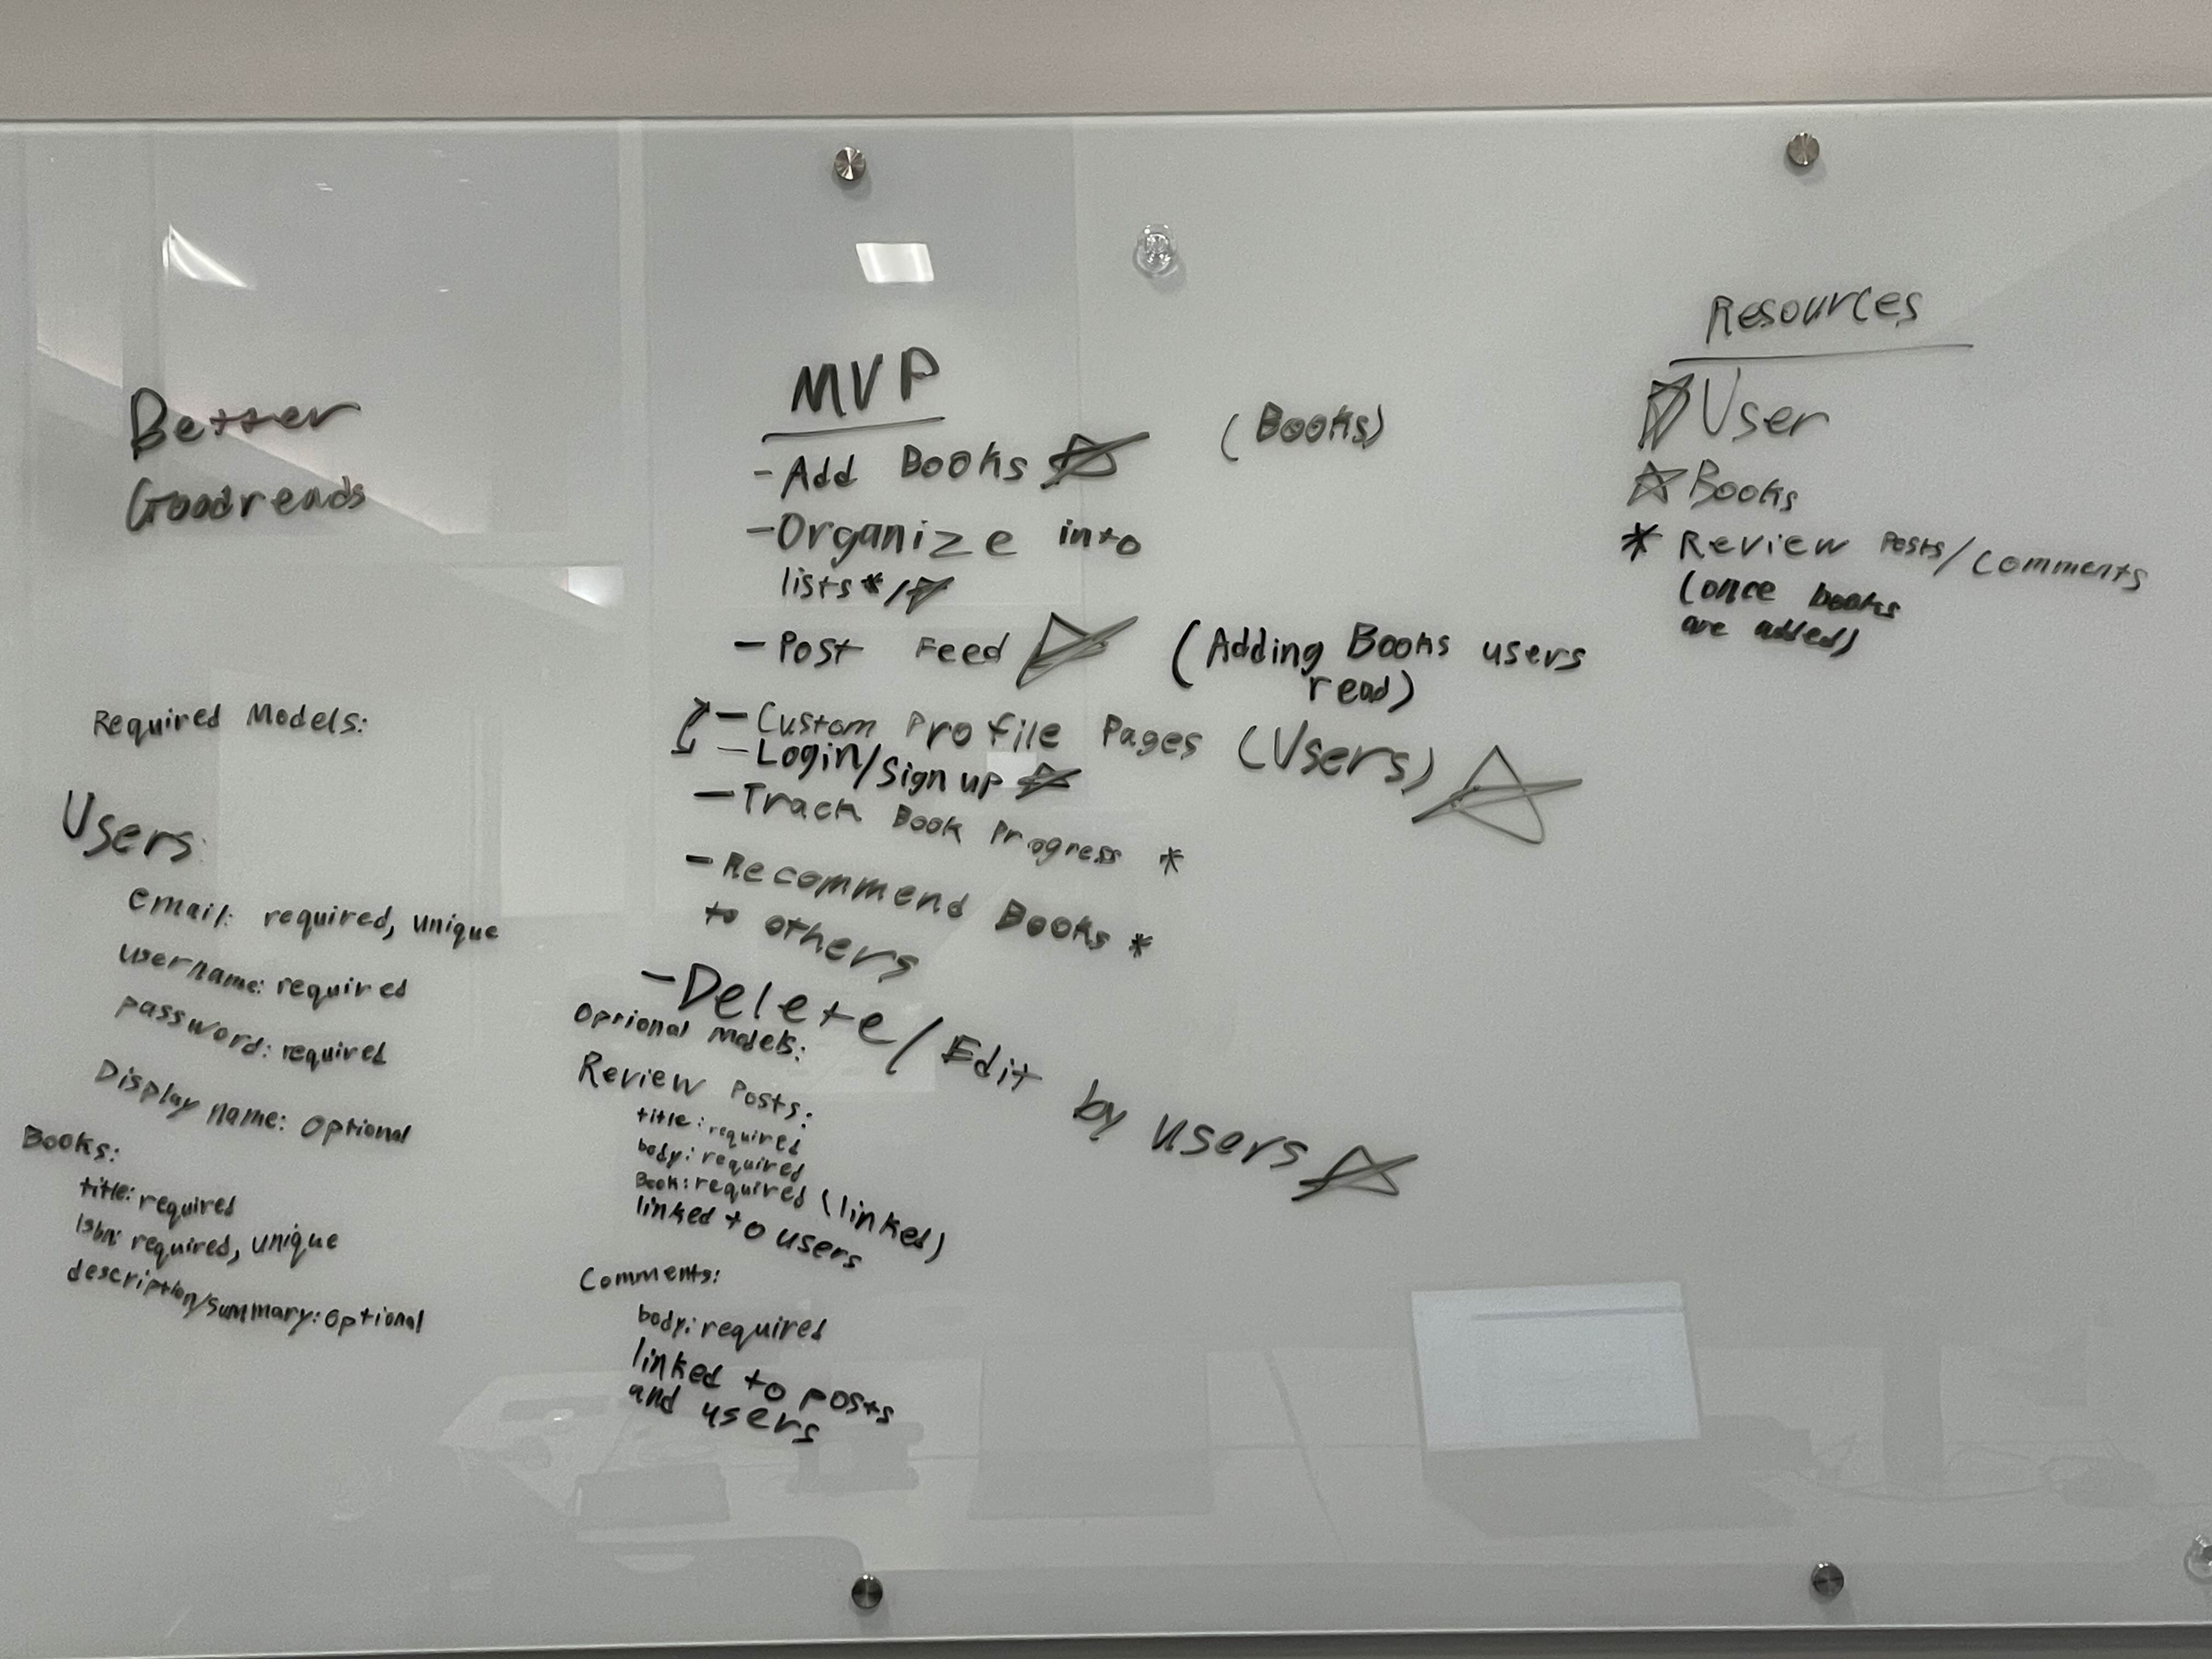 Better
Goodreads
Required Models:
Users:
email: required, unique
username: required
password: required
Display name: Optional
Books:
title: required
Isbn: required, unique
description/summary: optional
MVP
- Add Books (Books)
- Organize into
lists* /
- Post Feed (Adding Books users
read)
- Custom Profile Pages (Users)
- Login/Sign up
- Track Book Progress *
- Recommend Books *
to others
- Delete/Edit by users
Optional Models:
Review Posts:
title: required
body: required
Book: required (linked)
linked to users
Comments:
body: required
linked to posts
and users
Resources
User
Books
* Review Posts/Comments
(once books
are added)